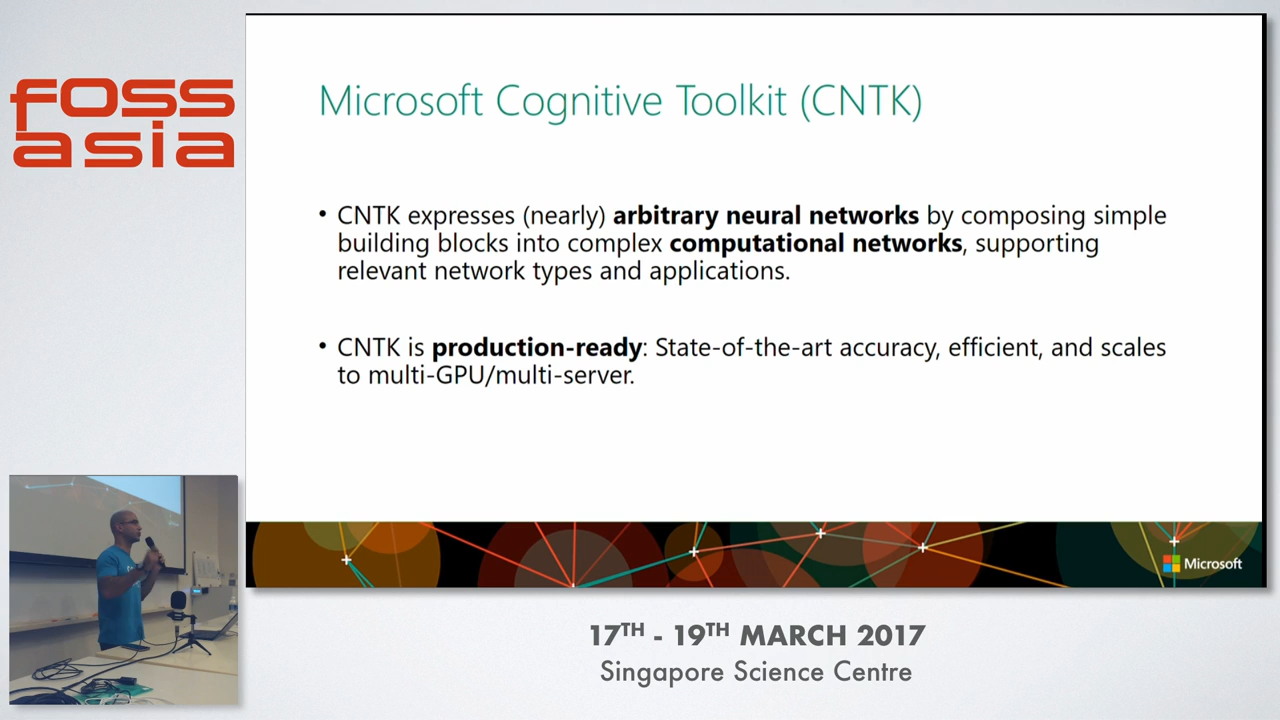 foss
asia
Microsoft Cognitive Toolkit (CNTK)
• CNTK expresses (nearly) arbitrary neural networks by composing simple
building blocks into complex computational networks, supporting
relevant network types and applications.
• CNTK is production-ready: State-of-the-art accuracy, efficient, and scales
to multi-GPU/multi-server.
Microsoft
17TH - 19TH MARCH 2017
Singapore Science Centre